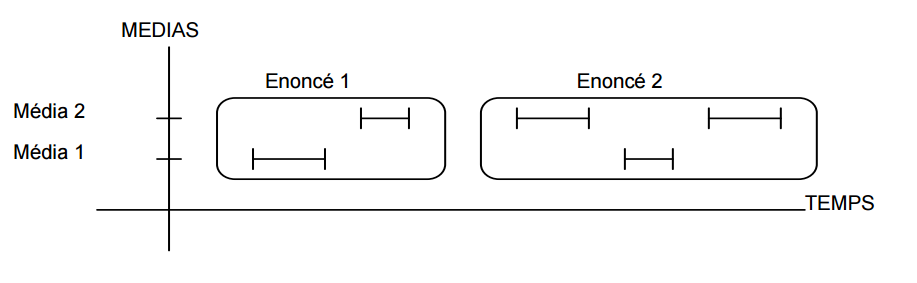 MEDIAS
Enoncé 1
Enoncé 2
Média 2
Média 1
TEMPS